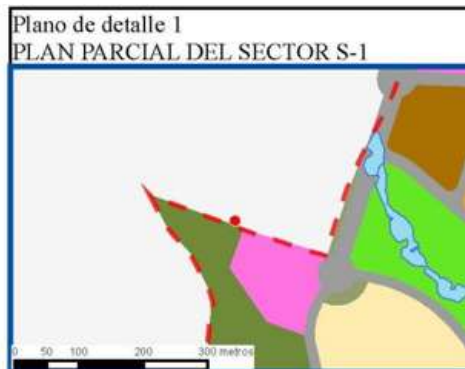 Plano de detalle 1
PLAN PARCIAL DEL SECTOR S-1
0 50 100 200 300 metros